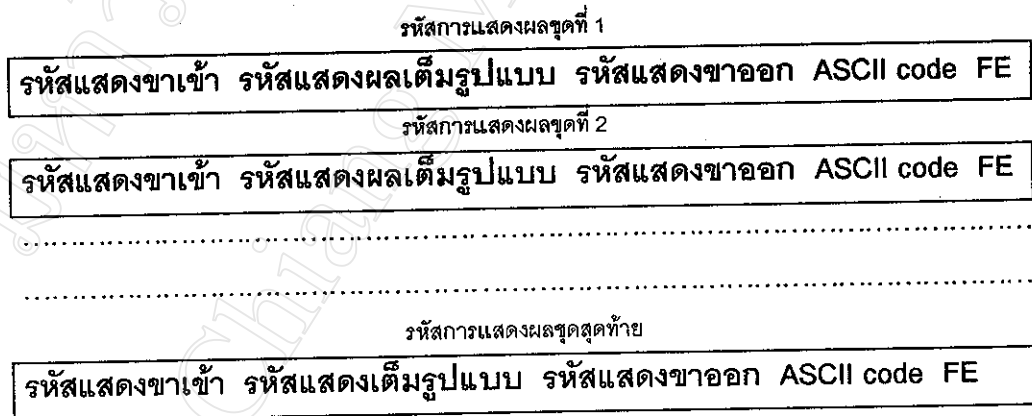 รหัสการแสดงผลชุดที่ 1
รหัสแสดงขาเข้า รหัสแสดงผลเต็มรูปแบบ รหัสแสดงขาออก ASCII code FE
รหัสการแสดงผลชุดที่ 2
รหัสแสดงขาเข้า รหัสแสดงผลเต็มรูปแบบ รหัสแสดงขาออก ASCII code FE
รหัสการแสดงผลชุดสุดท้าย
รหัสแสดงขาเข้า รหัสแสดงเต็มรูปแบบ รหัสแสดงขาออก ASCII code FE